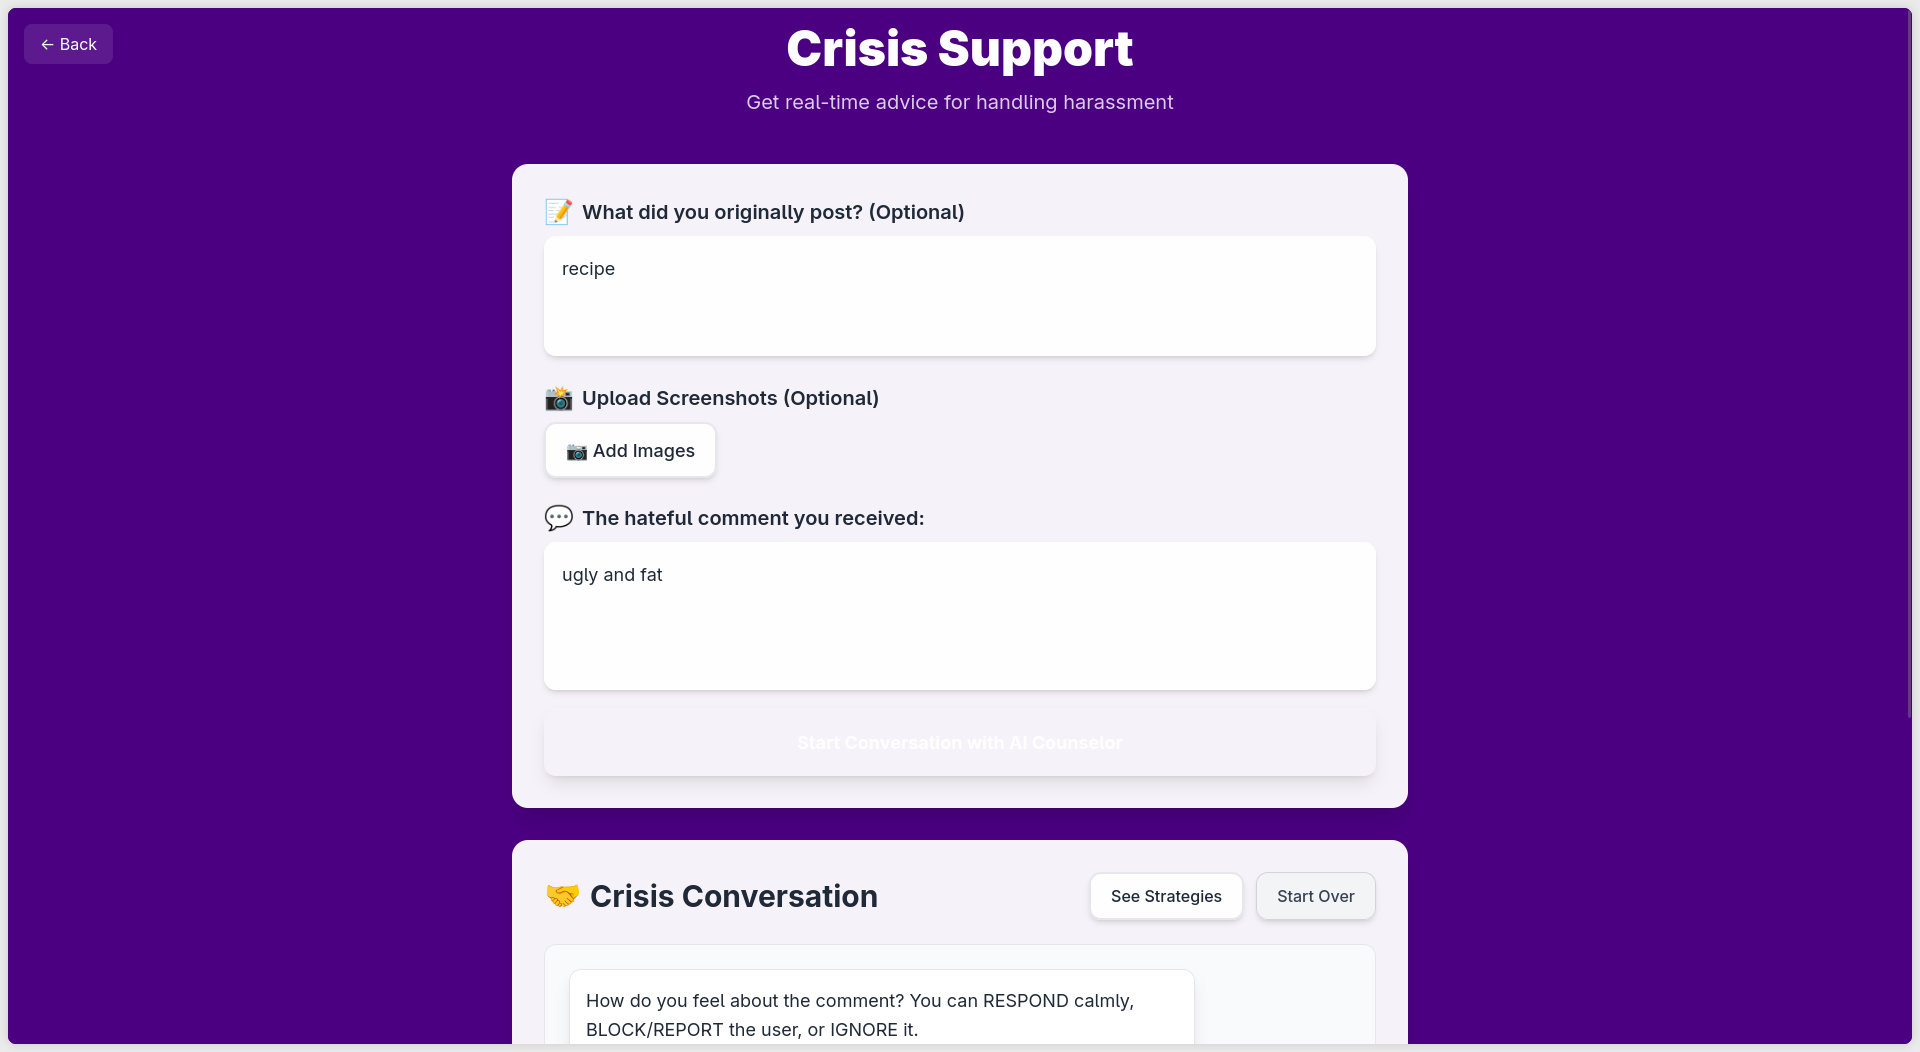 ← Back
Crisis Support
Get real-time advice for handling harassment
What did you originally post? (Optional)
recipe
Upload Screenshots (Optional)
Add Images
The hateful comment you received:
ugly and fat
Start Conversation with AI Counselor
Crisis Conversation
See Strategies
Start Over
How do you feel about the comment? You can RESPOND calmly,
BLOCK/REPORT the user, or IGNORE it.